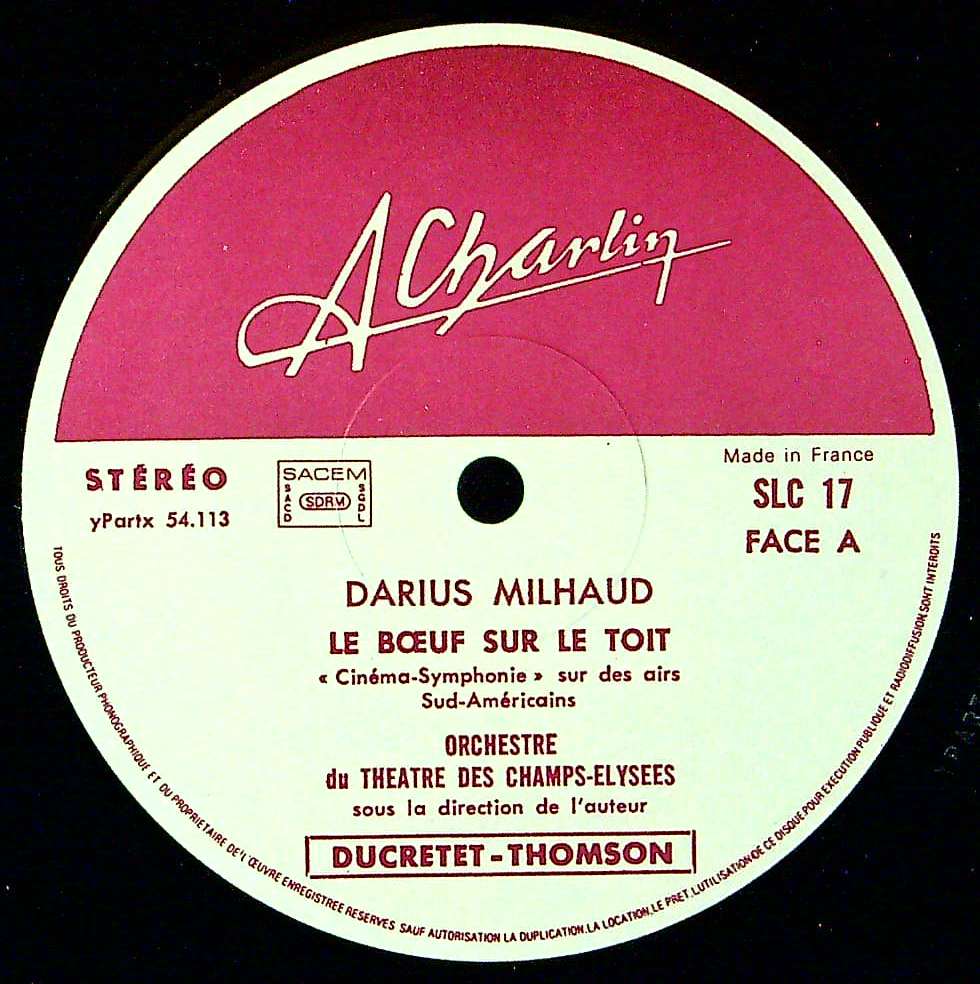 A Charlin
STÉRÉO
yPartx 54.113
SACEM
SACD
SDRM
SGDL
Made in France
SLC 17
FACE A
DARIUS MILHAUD
LE BŒUF SUR LE TOIT
« Cinéma-Symphonie » sur des airs
Sud-Américains
ORCHESTRE
du THEATRE DES CHAMPS-ELYSEES
sous la direction de l'auteur
DUCRETET-THOMSON
TOUS DROITS DU PRODUCTEUR PHONOGRAPHIQUE ET DU PROPRIETAIRE DE L'ŒUVRE ENREGISTREE RESERVES SAUF AUTORISATION LA DUPLICATION, LA LOCATION, LE PRET, L'UTILISATION DE CE DISQUE POUR EXECUTION PUBLIQUE ET RADIODIFFUSION SONT INTERDITS